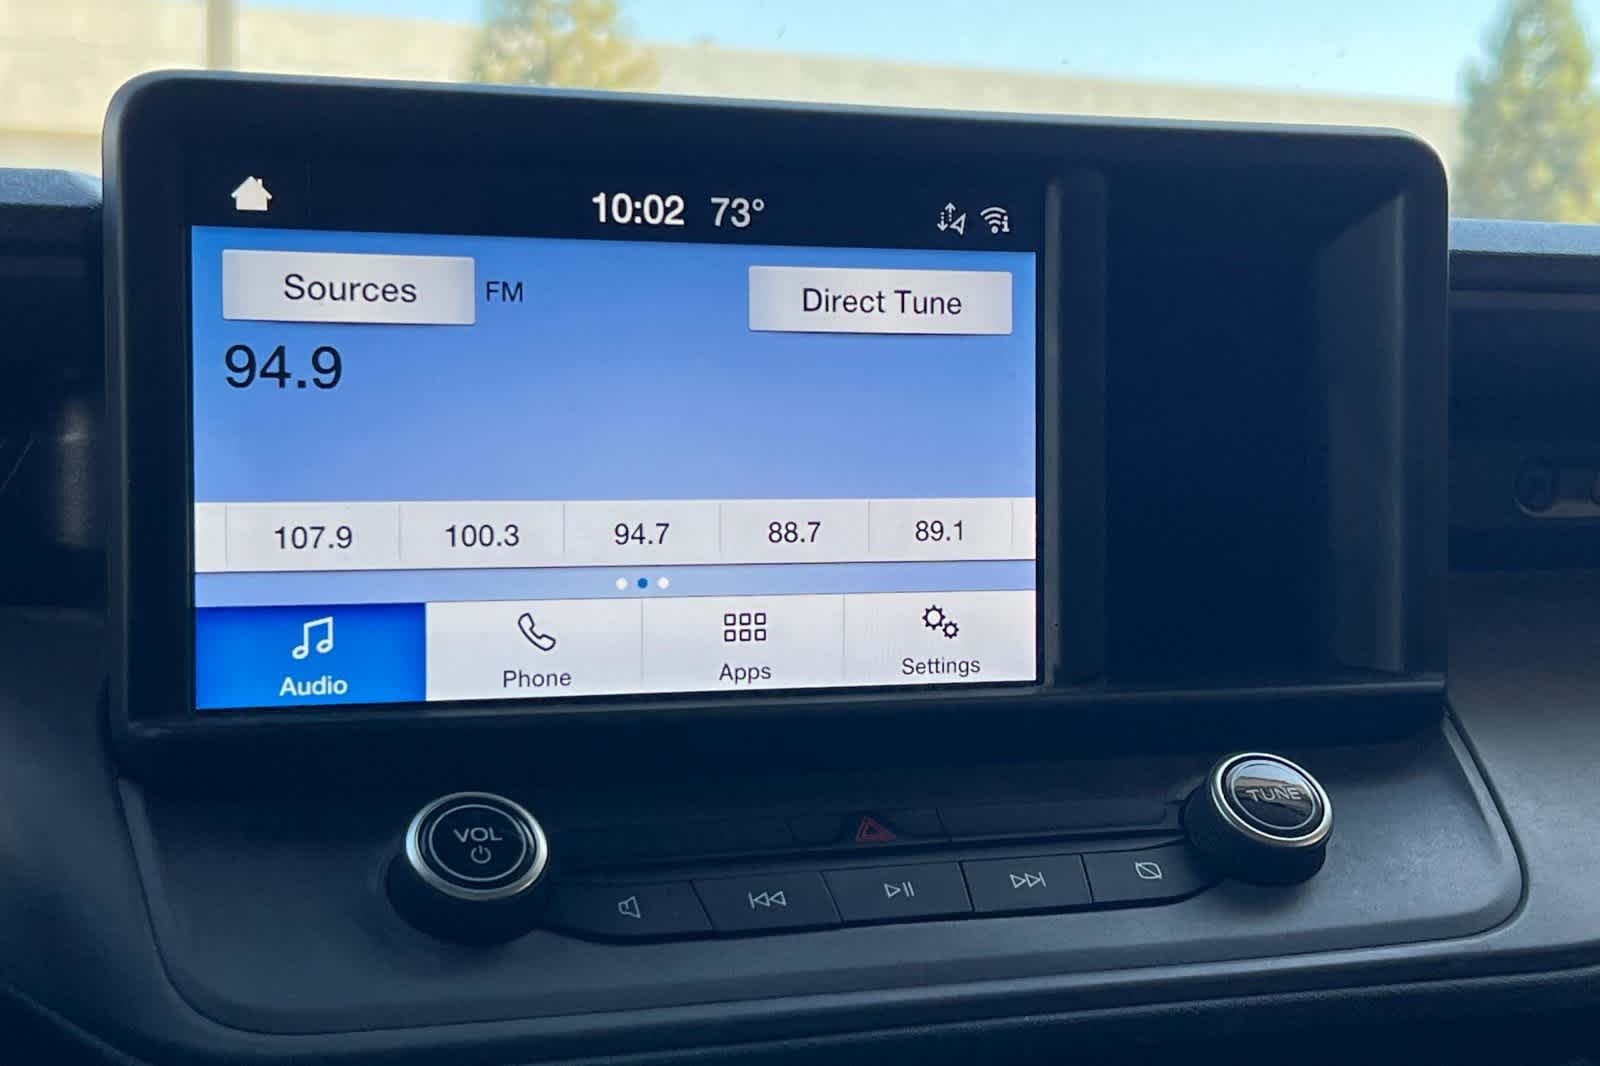 10:02 73°
Sources FM Direct Tune
94.9
107.9 100.3 94.7 88.7 89.1
Audio Phone Apps Settings
VOL
TUNE